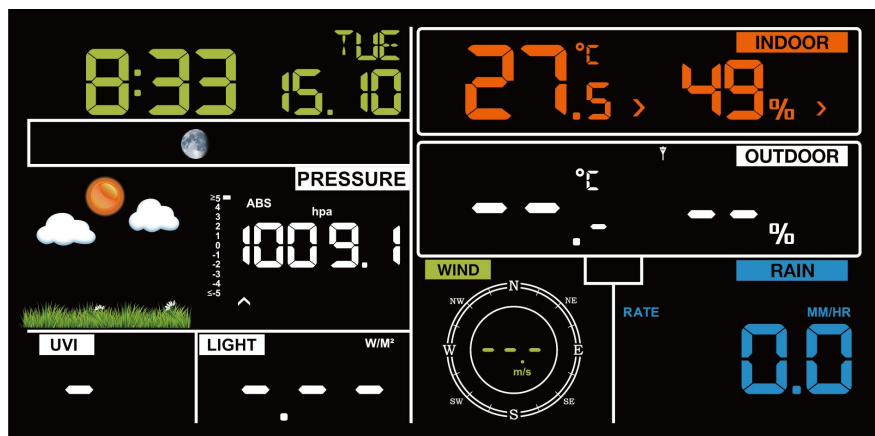 8:33
TUE
15.10
INDOOR
27.5 °C
49%
OUTDOOR
--.- °C
-- %
PRESSURE
≥5
4
3
2
1
0
-1
-2
-3
-4
≤-5
ABS
hpa
1009.1
WIND
N
NW
NE
W
E
SW
SE
S
---
m/s
RAIN
RATE
MM/HR
0.0
UVI
-
LIGHT
W/M²
--.-